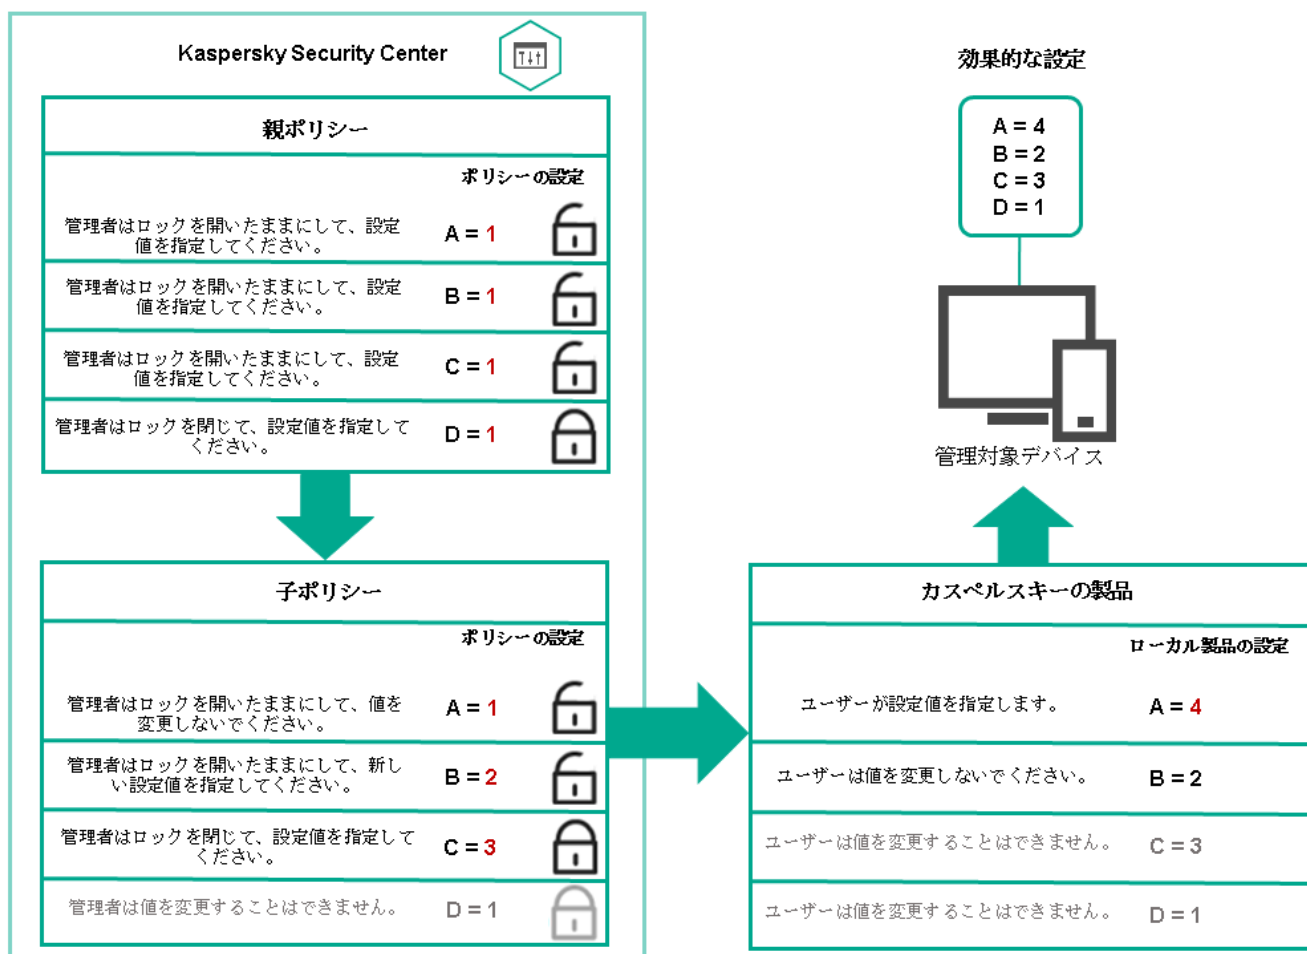 Kaspersky Security Center
親ポリシー
ポリシーの設定
管理者はロックを開いたままにして、設定
値を指定してください。
A = 1
管理者はロックを開いたままにして、設定
値を指定してください。
B = 1
管理者はロックを開いたままにして、設定
値を指定してください。
C = 1
管理者はロックを閉じて、設定値を指定して
ください。
D = 1
子ポリシー
ポリシーの設定
管理者はロックを開いたままにして、値を
変更しないでください。
A = 1
管理者はロックを開いたままにして、新し
い設定値を指定してください。
B = 2
管理者はロックを閉じて、設定値を指定して
ください。
C = 3
管理者は値を変更することはできません。
D = 1
カスペルスキーの製品
ローカル製品の設定
ユーザーが設定値を指定します。
A = 4
ユーザーは値を変更しないでください。
B = 2
ユーザーは値を変更することはできません。
C = 3
ユーザーは値を変更することはできません。
D = 1
効果的な設定
A = 4
B = 2
C = 3
D = 1
管理対象デバイス